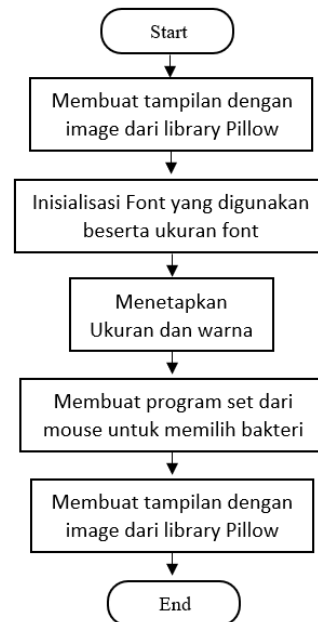 Start
Membuat tampilan dengan
image dari library Pillow
Inisialisasi Font yang digunakan
beserta ukuran font
Menetapkan
Ukuran dan warna
Membuat program set dari
mouse untuk memilih bakteri
Membuat tampilan dengan
image dari library Pillow
End